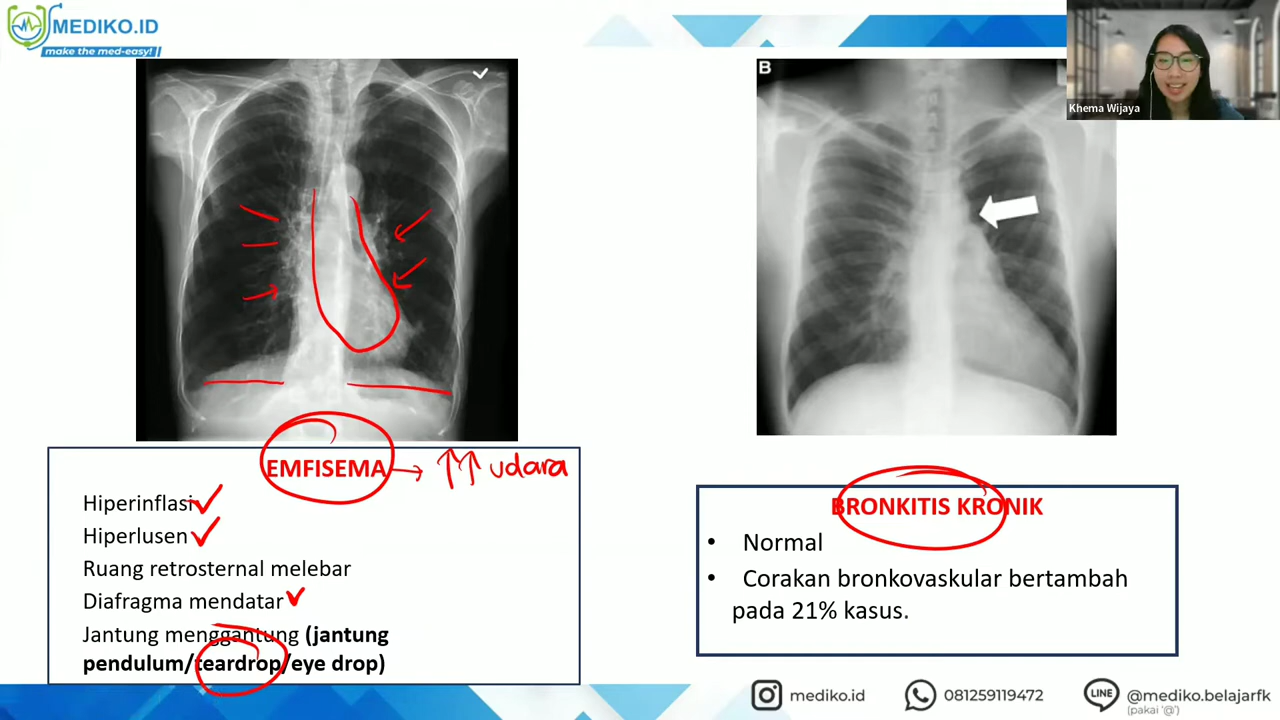 MEDIKO.ID
make the med-easy!
B
Khema Wijaya
EMFISEMA → ↑↑ udara
Hiperinflasi
Hiperlusen
Ruang retrosternal melebar
Diafragma mendatar
Jantung menggantung (jantung
pendulum/teardrop/eye drop)
BRONKITIS KRONIK
• Normal
• Corakan bronkovaskular bertambah
pada 21% kasus.
mediko.id
081259119472
LINE
@mediko.belajarfk
(pakai '@')